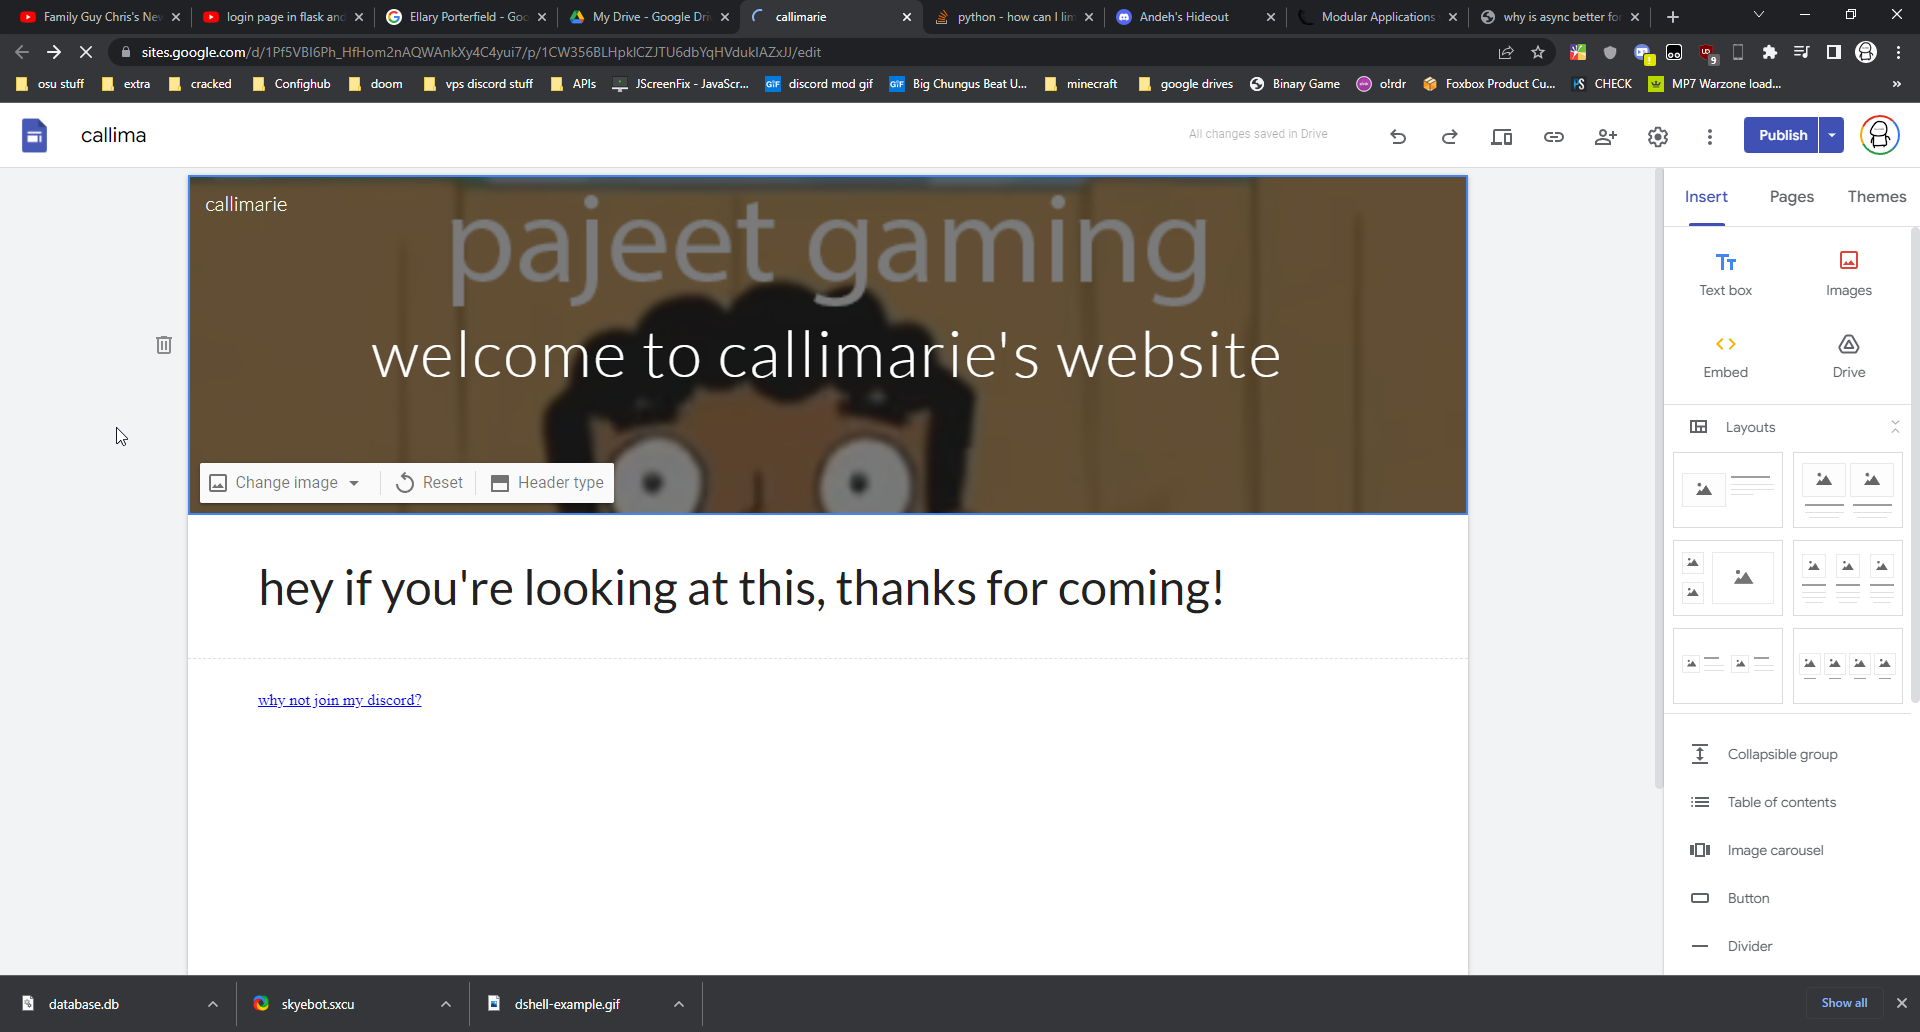 Family Guy Chris's Nev
login page in flask and
Ellary Porterfield - Goo
My Drive - Google Dri
callimarie
python - how can I lim
Andeh's Hideout
Modular Applications
why is async better fo
sites.google.com/d/1Pf5VBI6Ph_HfHom2nAQWAnkXy4C4yui7/p/1CW356BLHpkICZJTU6dbYqHVdukIAZxJJ/edit
9
osu stuff
extra
cracked
Confighub
doom
vps discord stuff
APIs
JScreenFix - JavaScr...
GIF
discord mod gif
GIF
Big Chungus Beat U...
minecraft
google drives
Binary Game
o!rdr
Foxbox Product Cu...
CHECK
MP7 Warzone load...
callima
All changes saved in Drive
Publish
callimarie
pajeet gaming
welcome to callimarie's website
Change image
Reset
Header type
hey if you're looking at this, thanks for coming!
why not join my discord?
Insert
Pages
Themes
Text box
Images
Embed
Drive
Layouts
Collapsible group
Table of contents
Image carousel
Button
Divider
database.db
skyebot.sxcu
dshell-example.gif
Show all